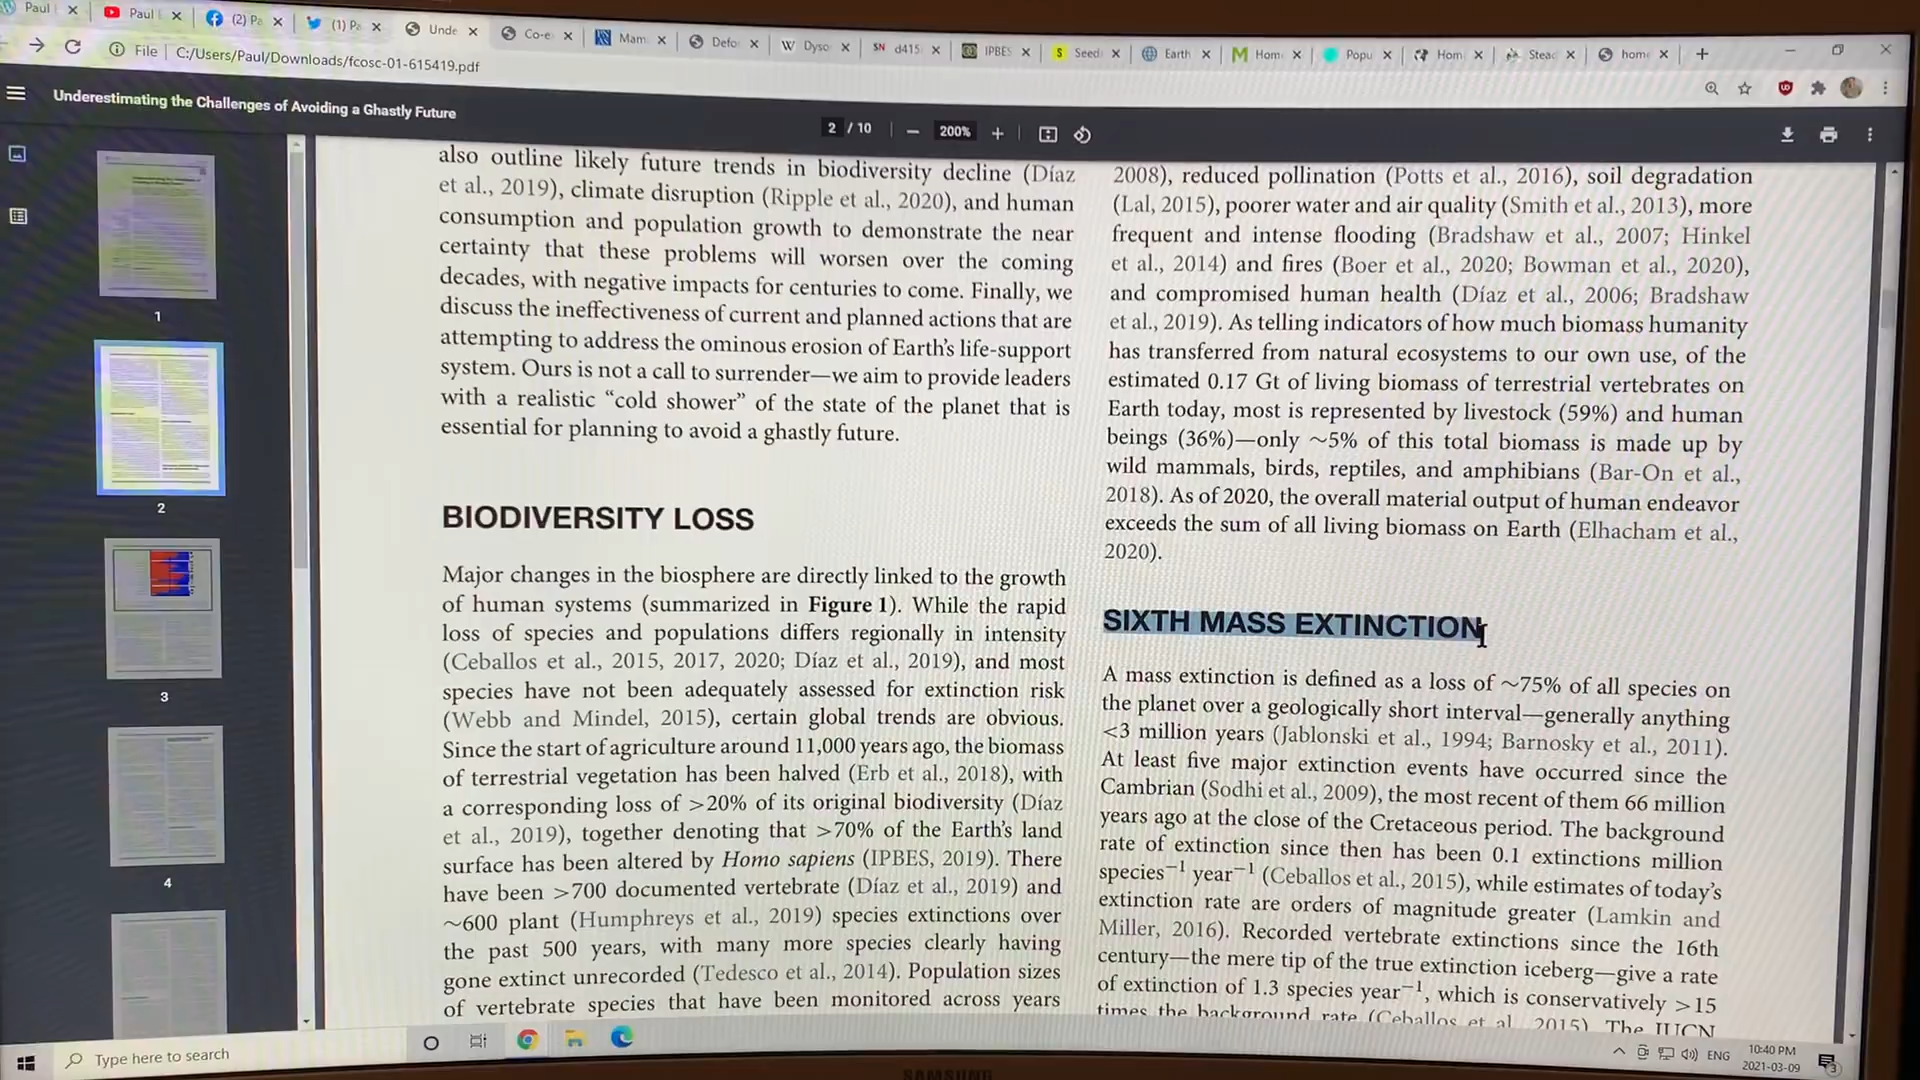 Paul
Paul
(2) Pa
(1) Pa
Unde
Co-e
Mam
Defo
W Dyso
SN d415
IPBES
S Seed
Earth
M Hom
Popu
Hom
Steac
home
File | C:/Users/Paul/Downloads/fcosc-01-615419.pdf
Underestimating the Challenges of Avoiding a Ghastly Future
2 / 10
200%
1
2
3
4
also outline likely future trends in biodiversity decline (Díaz
et al., 2019), climate disruption (Ripple et al., 2020), and human
consumption and population growth to demonstrate the near
certainty that these problems will worsen over the coming
decades, with negative impacts for centuries to come. Finally, we
discuss the ineffectiveness of current and planned actions that are
attempting to address the ominous erosion of Earth's life-support
system. Ours is not a call to surrender—we aim to provide leaders
with a realistic “cold shower” of the state of the planet that is
essential for planning to avoid a ghastly future.
BIODIVERSITY LOSS
Major changes in the biosphere are directly linked to the growth
of human systems (summarized in Figure 1). While the rapid
loss of species and populations differs regionally in intensity
(Ceballos et al., 2015, 2017, 2020; Díaz et al., 2019), and most
species have not been adequately assessed for extinction risk
(Webb and Mindel, 2015), certain global trends are obvious.
Since the start of agriculture around 11,000 years ago, the biomass
of terrestrial vegetation has been halved (Erb et al., 2018), with
a corresponding loss of >20% of its original biodiversity (Díaz
et al., 2019), together denoting that >70% of the Earth's land
surface has been altered by Homo sapiens (IPBES, 2019). There
have been >700 documented vertebrate (Díaz et al., 2019) and
~600 plant (Humphreys et al., 2019) species extinctions over
the past 500 years, with many more species clearly having
gone extinct unrecorded (Tedesco et al., 2014). Population sizes
of vertebrate species that have been monitored across years
2008), reduced pollination (Potts et al., 2016), soil degradation
(Lal, 2015), poorer water and air quality (Smith et al., 2013), more
frequent and intense flooding (Bradshaw et al., 2007; Hinkel
et al., 2014) and fires (Boer et al., 2020; Bowman et al., 2020),
and compromised human health (Díaz et al., 2006; Bradshaw
et al., 2019). As telling indicators of how much biomass humanity
has transferred from natural ecosystems to our own use, of the
estimated 0.17 Gt of living biomass of terrestrial vertebrates on
Earth today, most is represented by livestock (59%) and human
beings (36%)—only ~5% of this total biomass is made up by
wild mammals, birds, reptiles, and amphibians (Bar-On et al.,
2018). As of 2020, the overall material output of human endeavor
exceeds the sum of all living biomass on Earth (Elhacham et al.,
2020).
SIXTH MASS EXTINCTION
A mass extinction is defined as a loss of ~75% of all species on
the planet over a geologically short interval—generally anything
<3 million years (Jablonski et al., 1994; Barnosky et al., 2011).
At least five major extinction events have occurred since the
Cambrian (Sodhi et al., 2009), the most recent of them 66 million
years ago at the close of the Cretaceous period. The background
rate of extinction since then has been 0.1 extinctions million
species⁻¹ year⁻¹ (Ceballos et al., 2015), while estimates of today's
extinction rate are orders of magnitude greater (Lamkin and
Miller, 2016). Recorded vertebrate extinctions since the 16th
century—the mere tip of the true extinction iceberg—give a rate
of extinction of 1.3 species year⁻¹, which is conservatively >15
times the background rate (Ceballos et al., 2015). The IUCN
Type here to search
ENG
10:40 PM
2021-03-09
3
SAMSUNG